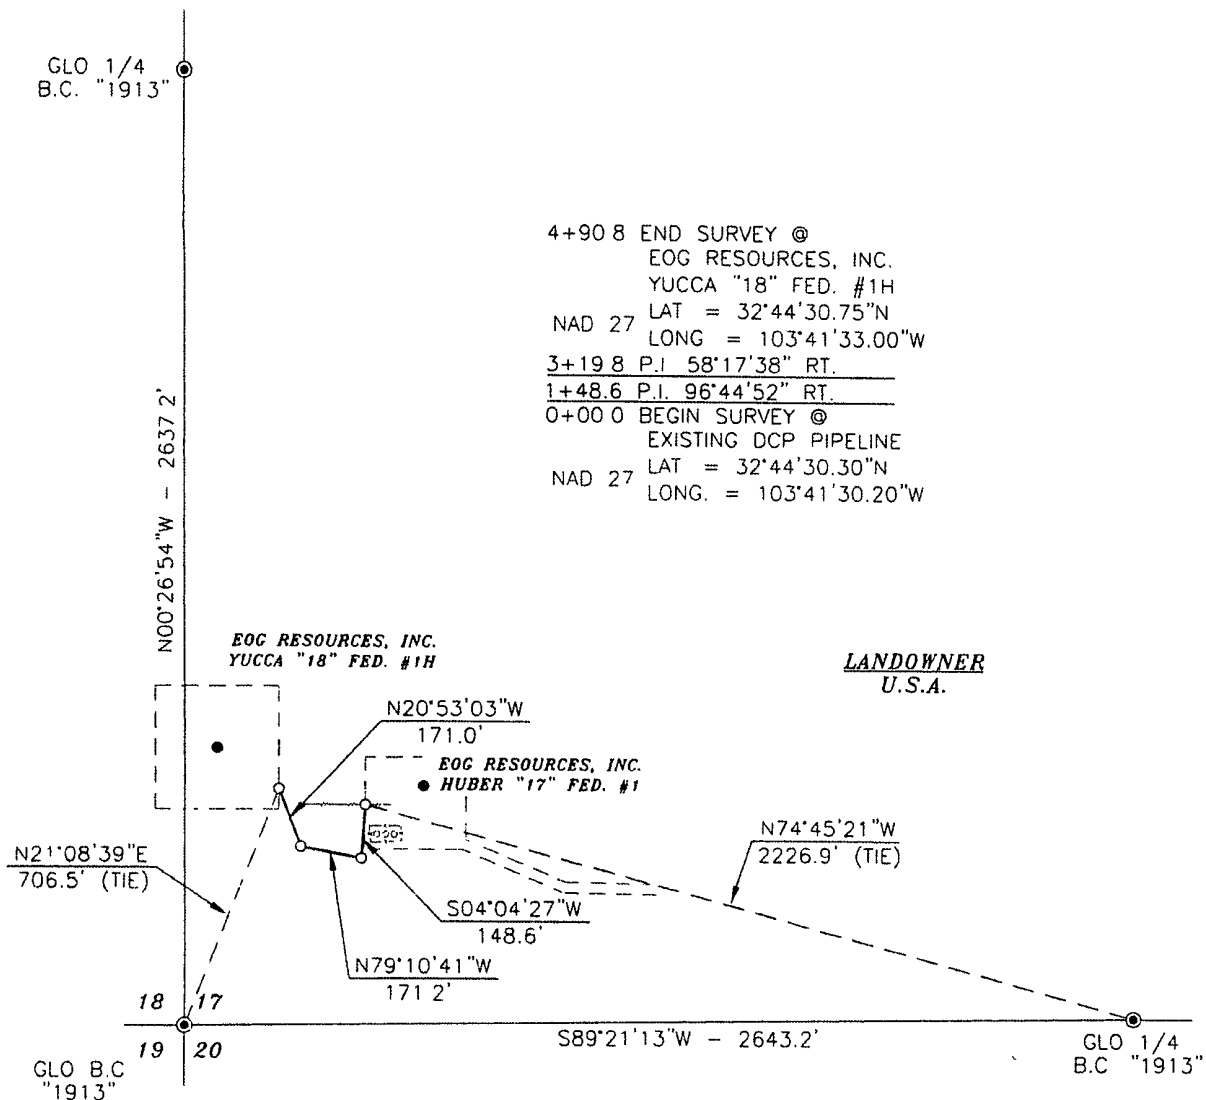 GLO 1/4
B.C. "1913"
4+90 8 END SURVEY @
EOG RESOURCES, INC.
YUCCA "18" FED. #1H
NAD 27 LAT = 32°44'30.75"N
LONG = 103°41'33.00"W
3+19 8 P.I 58°17'38" RT.
1+48.6 P.I. 96°44'52" RT.
0+00 0 BEGIN SURVEY @
EXISTING DCP PIPELINE
NAD 27 LAT = 32°44'30.30"N
LONG. = 103°41'30.20"W
N00°26'54"W - 2637 2'
EOG RESOURCES, INC.
YUCCA "18" FED. #1H
LANDOWNER
U.S.A.
N20°53'03"W
171.0'
EOG RESOURCES, INC.
HUBER "17" FED. #1
N74°45'21"W
2226.9' (TIE)
N21°08'39"E
706.5' (TIE)
S04°04'27"W
148.6'
N79°10'41"W
171 2'
18 17
19 20
S89°21'13"W - 2643.2'
GLO 1/4
B.C "1913"
GLO B.C
"1913"